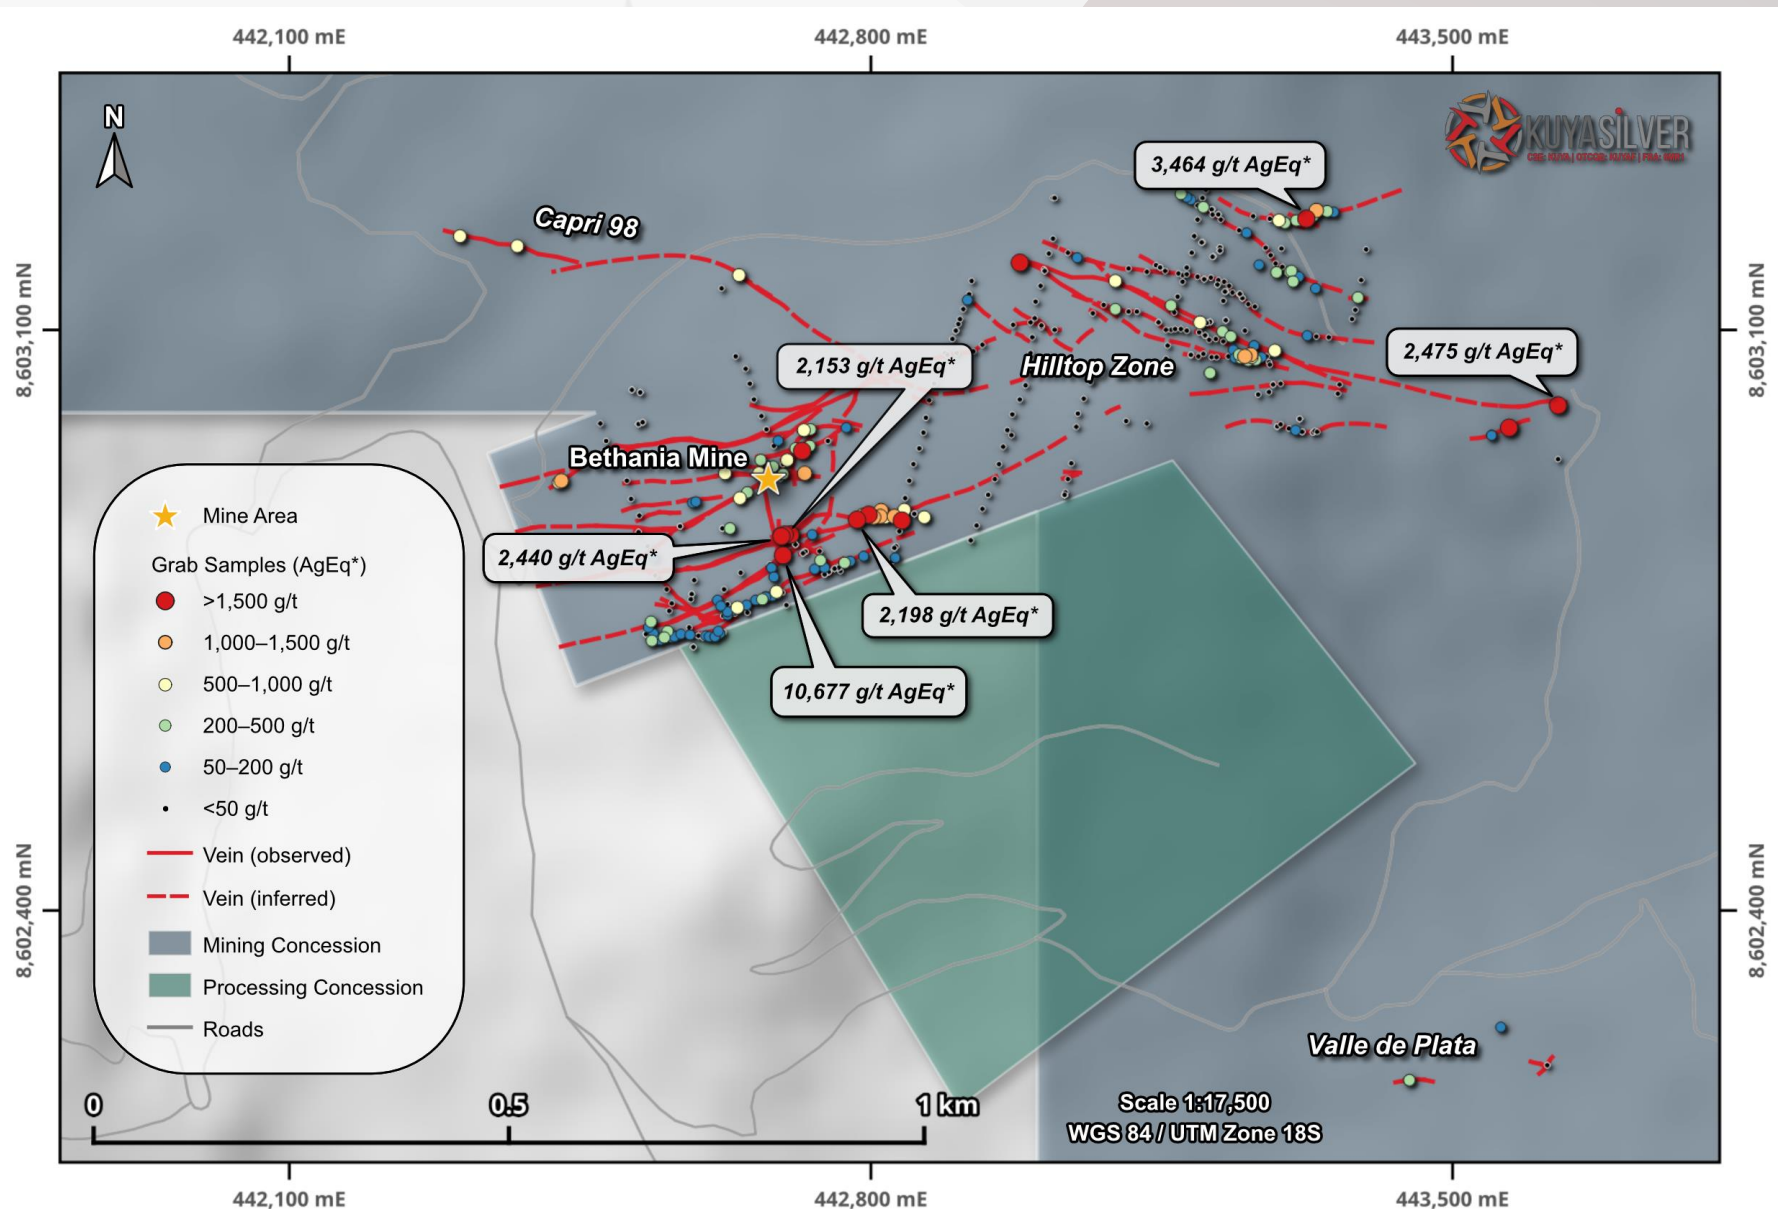 442,100 mE
442,800 mE
443,500 mE
N
KUYASILVER
3,464 g/t AgEq*
Capri 98
8,603,100 mN
8,603,100 mN
2,475 g/t AgEq*
2,153 g/t AgEq*
Hilltop Zone
Bethania Mine
2,440 g/t AgEq*
2,198 g/t AgEq*
10,677 g/t AgEq*
Mine Area
Grab Samples (AgEq*)
>1,500 g/t
1,000–1,500 g/t
500–1,000 g/t
200–500 g/t
50–200 g/t
<50 g/t
Vein (observed)
Vein (inferred)
Mining Concession
Processing Concession
Roads
8,602,400 mN
8,602,400 mN
Valle de Plata
0
0.5
1 km
Scale 1:17,500
WGS 84 / UTM Zone 18S
442,100 mE
442,800 mE
443,500 mE